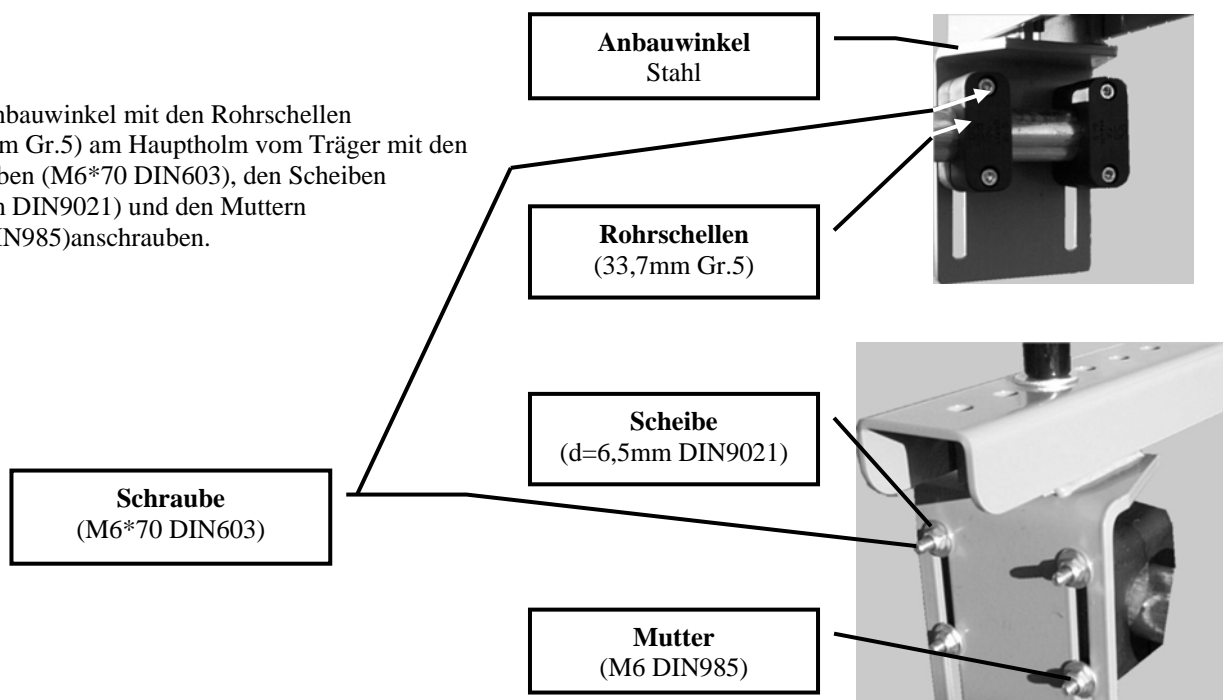 nbauwinkel mit den Rohrschellen
m Gr.5) am Hauptholm vom Träger mit den
ben (M6*70 DIN603), den Scheiben
DIN9021) und den Muttern
IN985)anschrauben.
Anbauwinkel
Stahl
Rohrschellen
(33,7mm Gr.5)
Scheibe
(d=6,5mm DIN9021)
Schraube
(M6*70 DIN603)
Mutter
(M6 DIN985)